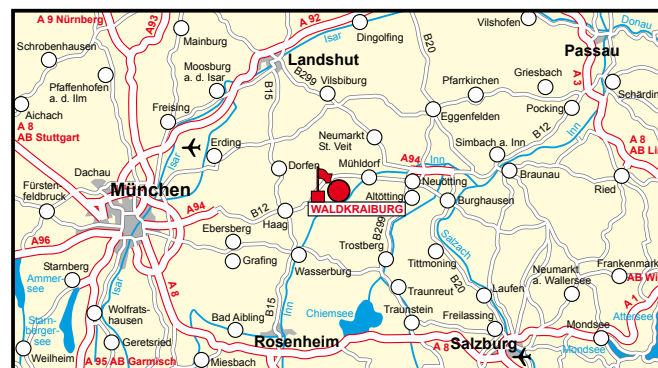 A 9 Nürnberg
A93
A 92
Isar
Dingolfing
B20
Vilshofen
Donau
Passau
Mainburg
Schrobenhausen
Landshut
Moosburg
a. d. Isar
B299
Vilsbiburg
B15
Pfaffenhofen
a. d. Ilm
Pfarrkirchen
Griesbach
A 3
Schärding
Aichach
Freising
Eggenfelden
Pocking
A 8
AB Stuttgart
Neumarkt
St. Veit
B12
Inn
A 8
AB Li
Isar
Erding
Simbach a. Inn
Dachau
Dorfen
Mühldorf
A94
Inn
Braunau
Ried
München
Fürsten-
feldbruck
Neuötting
Altötting
Burghausen
WALDKRAIBURG
A94
B12
Haag
A96
Ebersberg
B299
Trostberg
Salzach
Grafing
Tittmoning
Wasserburg
Starnberg
Ammer-
see
Isar
A 8
Frankenmark
AB Wi
Neumarkt
a. Wallersee
Traunreut
B20
Laufen
A 1
Wolfrats-
hausen
B15
Inn
Chiemsee
Starn-
berger-
see
Bad Aibling
Traunstein
Freilassing
Attersee
Mondsee
Geretsried
Rosenheim
Salzburg
Mondsee
A 8
Weilheim
A 95 AB Garmisch
Miesbach